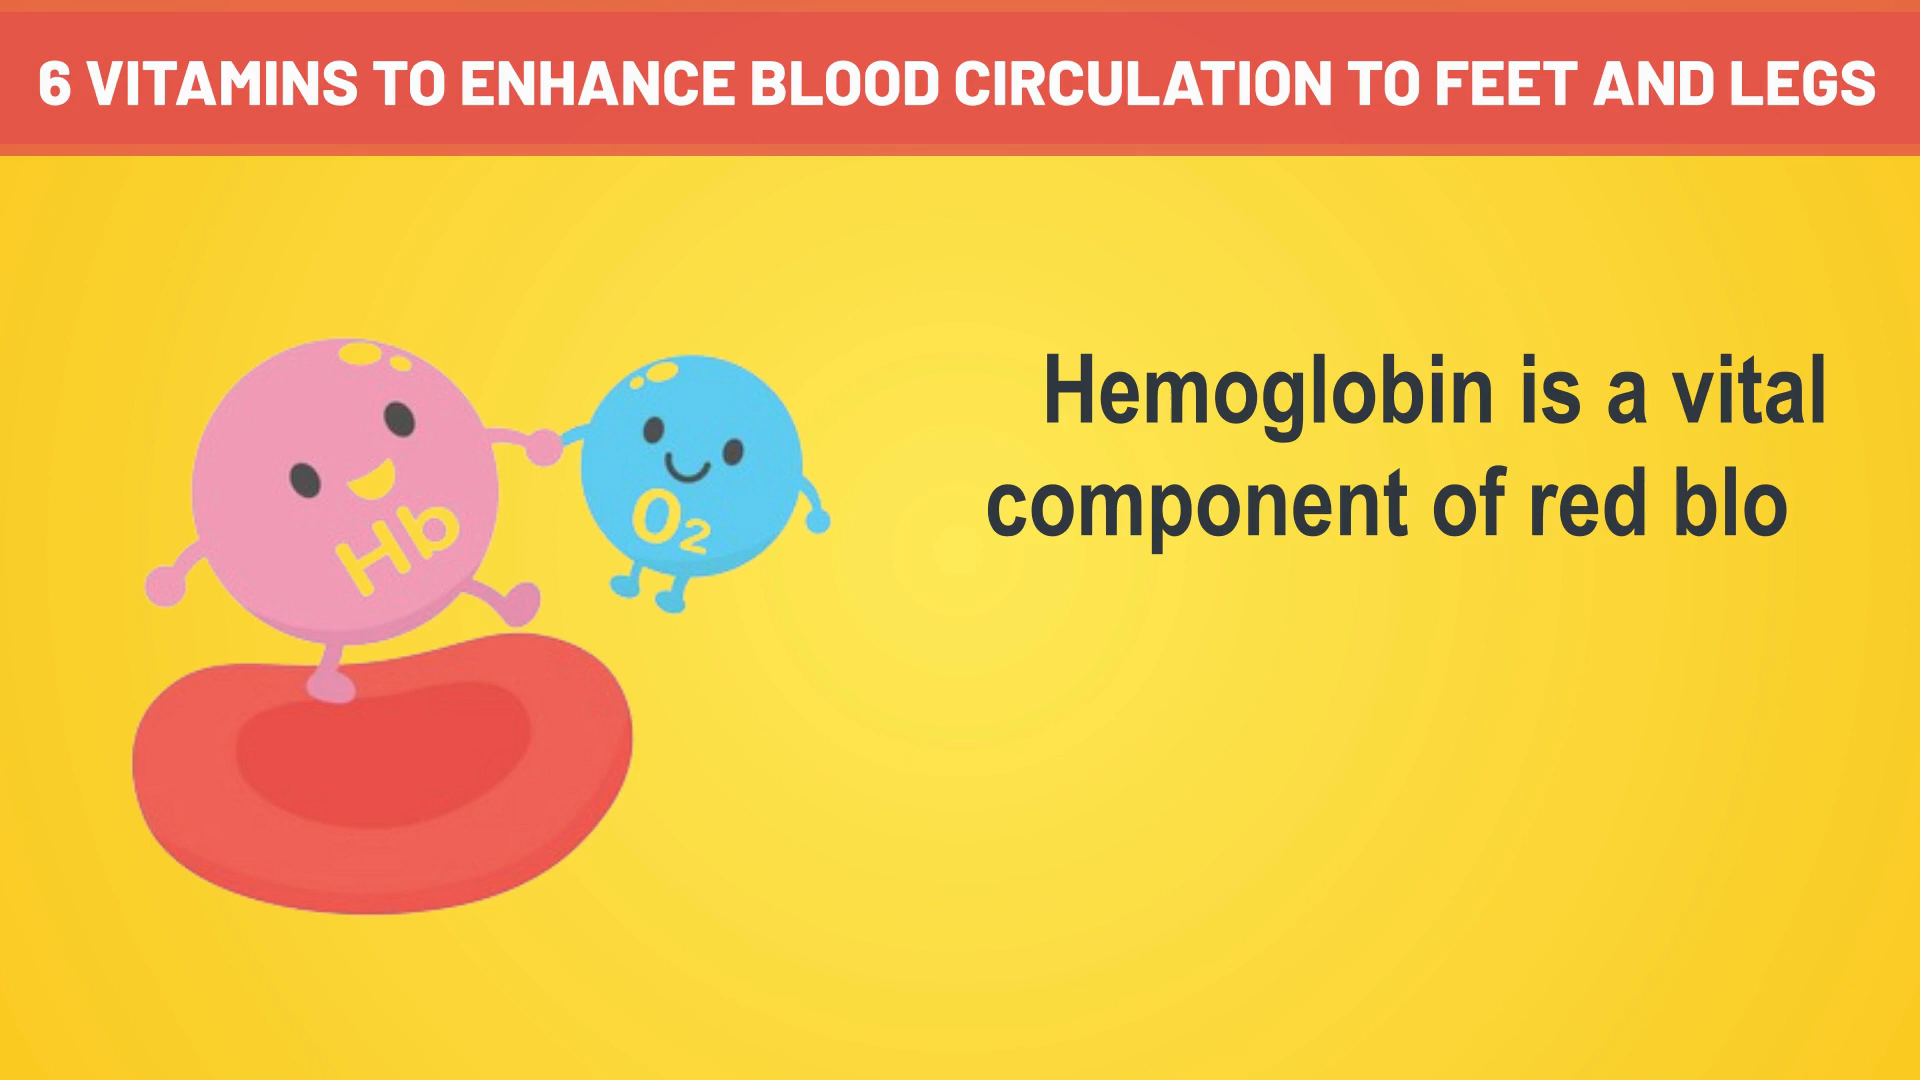 6 VITAMINS TO ENHANCE BLOOD CIRCULATION TO FEET AND LEGS
Hemoglobin is a vital
component of red blo
Hb
O2